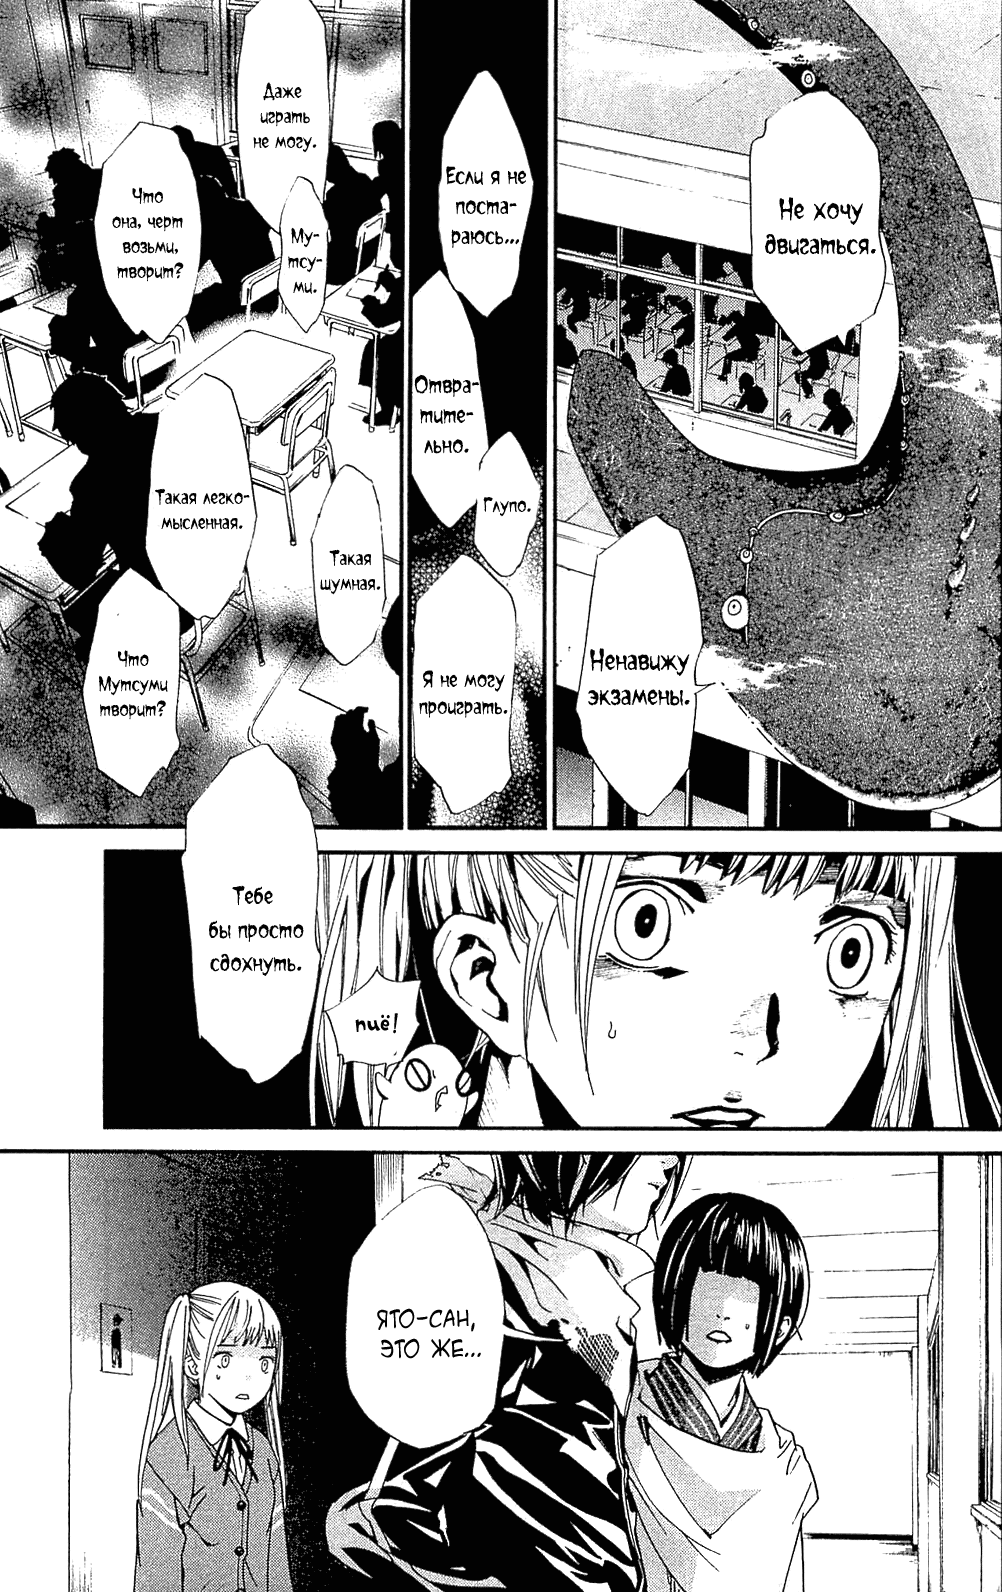 Не хочу
двигаться.
Ненавижу
экзамены.
Если я не
поста-
раюсь...
Отвра-
тите-
льно.
Глупо.
Я не могу
проиграть.
Даже
играть
не могу.
Му-
тсу-
ми.
Что
она, черт
возьми,
творит?
Такая легко-
мысленная.
Такая
шумная.
Что
Мутсуми
творит?
Тебе
бы просто
сдохнуть.
пиё!
ЯТО-САН,
ЭТО ЖЕ...